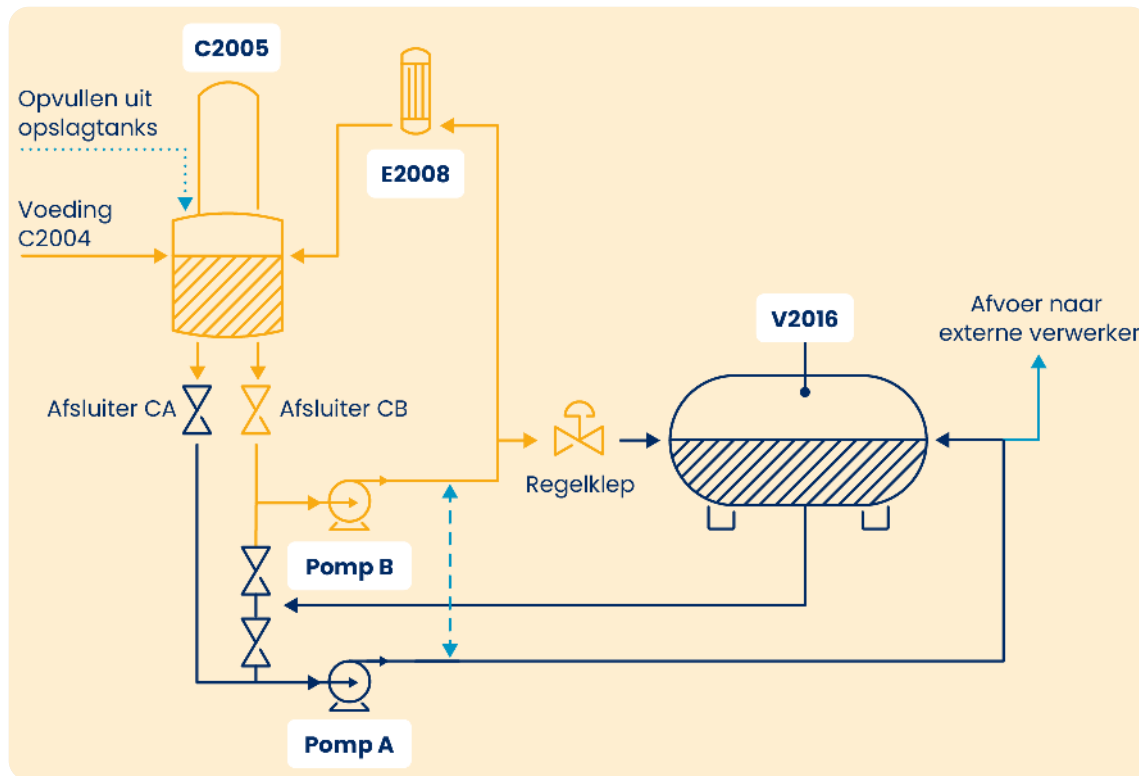 C2005
Opvullen uit
opslagtanks
E2008
Voeding
C2004
V2016
Afvoer naar
externe verwerker
Afsluiter CA
Afsluiter CB
Regelklep
Pomp B
Pomp A